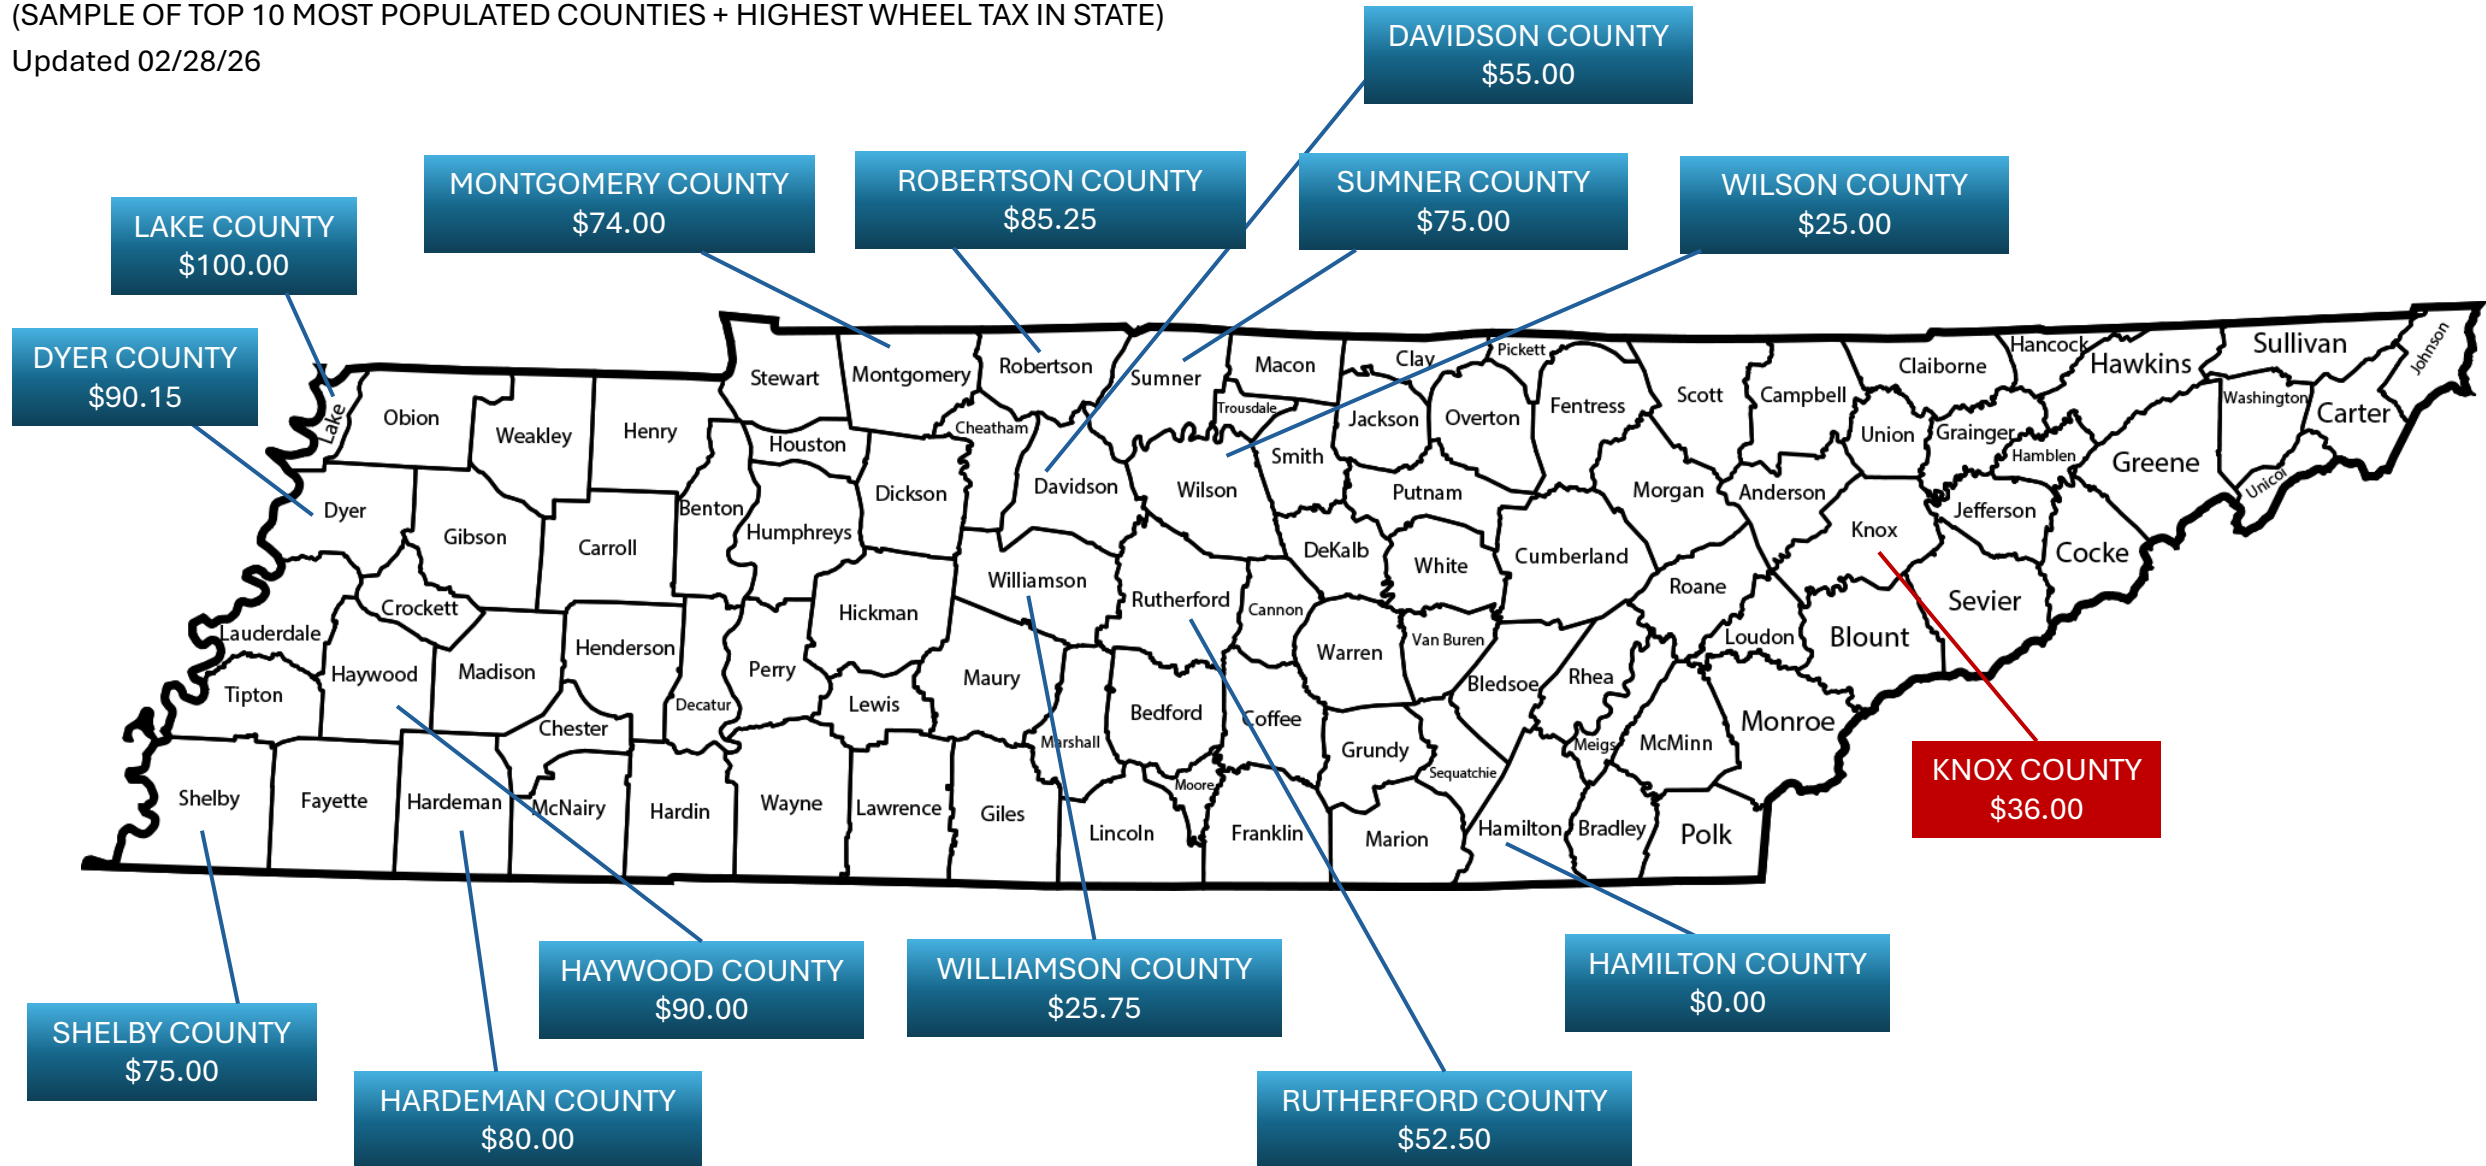 (SAMPLE OF TOP 10 MOST POPULATED COUNTIES + HIGHEST WHEEL TAX IN STATE)
Updated 02/28/26
DAVIDSON COUNTY
$55.00
MONTGOMERY COUNTY
$74.00
ROBERTSON COUNTY
$85.25
SUMNER COUNTY
$75.00
WILSON COUNTY
$25.00
LAKE COUNTY
$100.00
DYER COUNTY
$90.15
Lake
Obion
Weakley
Henry
Stewart
Montgomery
Robertson
Sumner
Macon
Clay
Pickett
Fentress
Scott
Campbell
Claiborne
Hancock
Hawkins
Sullivan
Johnson
Houston
Cheatham
Trousdale
Jackson
Overton
Union
Grainger
Hamblen
Greene
Washington
Carter
Unicoi
Dyer
Gibson
Carroll
Benton
Humphreys
Dickson
Davidson
Wilson
Smith
Putnam
Morgan
Anderson
Knox
Jefferson
Cocke
Crockett
Lauderdale
Haywood
Madison
Henderson
Decatur
Perry
Hickman
Williamson
Rutherford
Cannon
DeKalb
White
Cumberland
Roane
Loudon
Blount
Sevier
Tipton
Chester
Lewis
Maury
Marshall
Bedford
Coffee
Warren
Van Buren
Bledsoe
Rhea
Meigs
McMinn
Monroe
Grundy
Sequatchie
Moore
Shelby
Fayette
Hardeman
McNairy
Hardin
Wayne
Lawrence
Giles
Lincoln
Franklin
Marion
Hamilton
Bradley
Polk
KNOX COUNTY
$36.00
HAYWOOD COUNTY
$90.00
WILLIAMSON COUNTY
$25.75
HAMILTON COUNTY
$0.00
SHELBY COUNTY
$75.00
HARDEMAN COUNTY
$80.00
RUTHERFORD COUNTY
$52.50